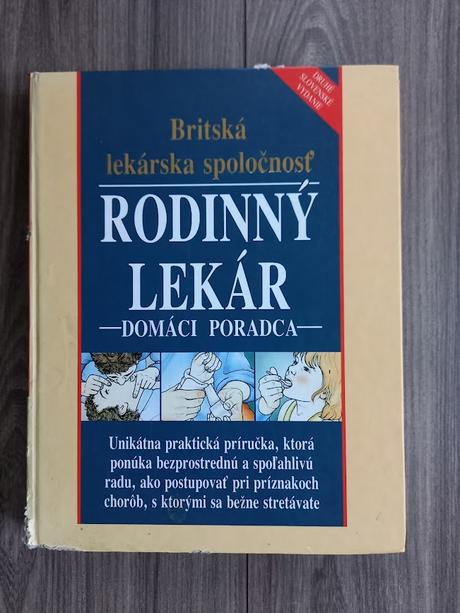 DRUHÉ
SLOVENSKÉ
VYDANIE
Britská
lekárska spoločnosť
RODINNÝ
LEKÁR
—DOMÁCI PORADCA—
Unikátna praktická príručka, ktorá
ponúka bezprostrednú a spoľahlivú
radu, ako postupovať pri príznakoch
chorôb, s ktorými sa bežne stretávate